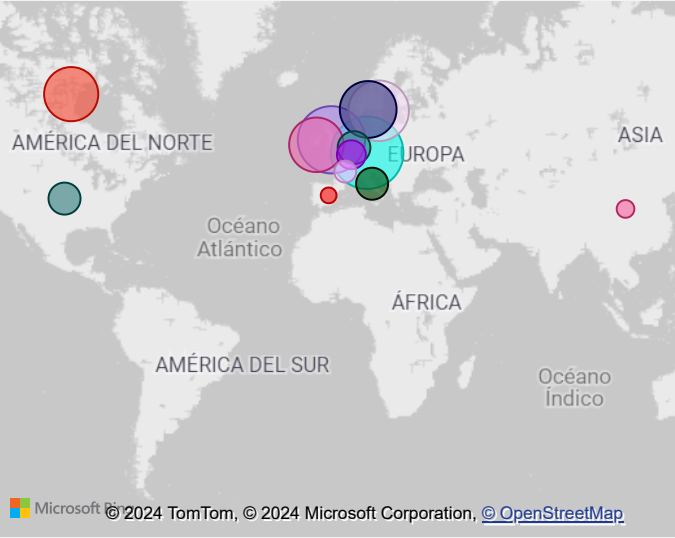 AMÉRICA DEL NORTE
EUROPA
ASIA
Océano
Atlántico
ÁFRICA
AMÉRICA DEL SUR
Océano
Índico
Microsoft Bing
© 2024 TomTom, © 2024 Microsoft Corporation, © OpenStreetMap